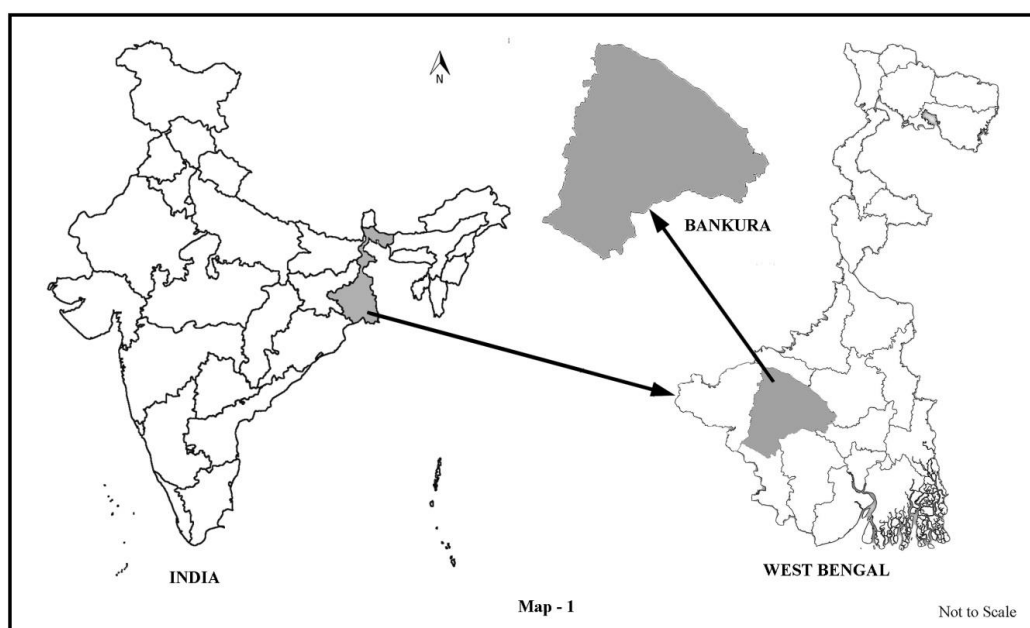 N
BANKURA
INDIA
WEST BENGAL
Map - 1
Not to Scale